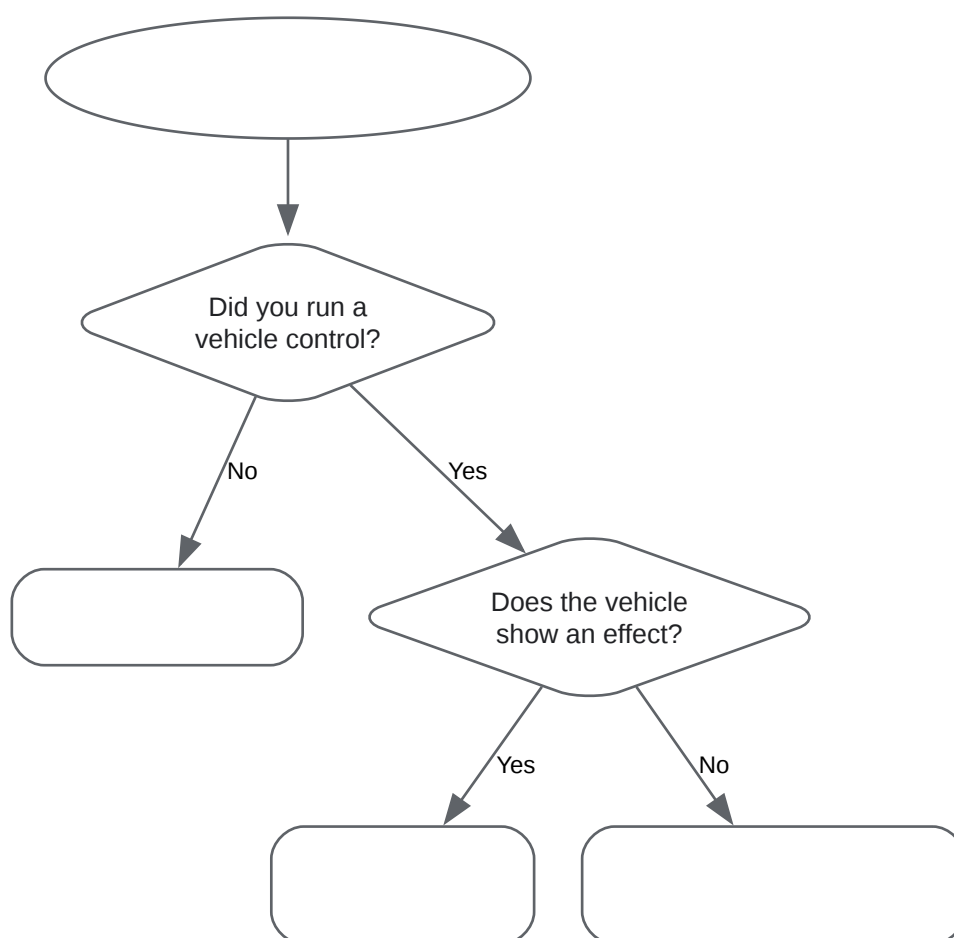 Did you run a
vehicle control?
No
Yes
Does the vehicle
show an effect?
Yes
No